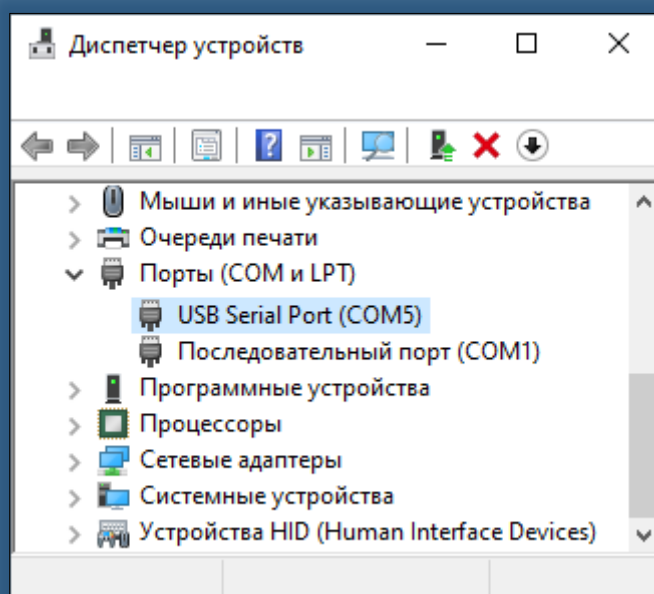 Диспетчер устройств
Мыши и иные указывающие устройства
Очереди печати
Порты (COM и LPT)
USB Serial Port (COM5)
Последовательный порт (COM1)
Программные устройства
Процессоры
Сетевые адаптеры
Системные устройства
Устройства HID (Human Interface Devices)